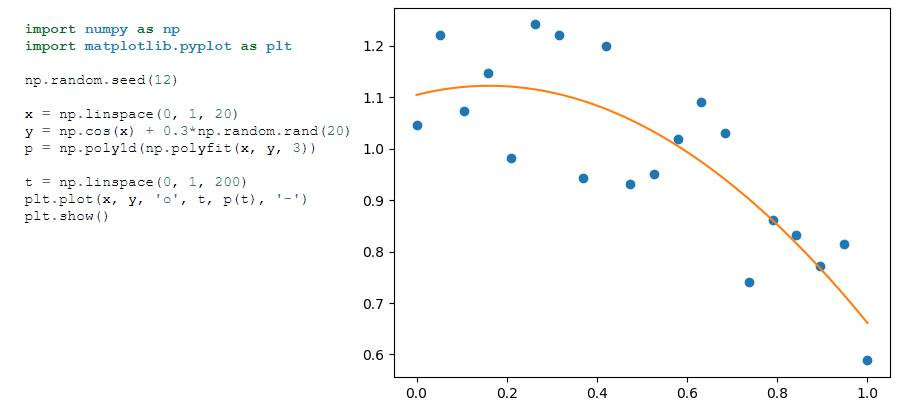 import numpy as np
import matplotlib.pyplot as plt
np.random.seed(12)
x = np.linspace(0, 1, 20)
y = np.cos(x) + 0.3*np.random.rand(20)
p = np.poly1d(np.polyfit(x, y, 3))
t = np.linspace(0, 1, 200)
plt.plot(x, y, 'o', t, p(t), '-')
plt.show()
1.2
1.1
1.0
0.9
0.8
0.7
0.6
0.0 0.2 0.4 0.6 0.8 1.0